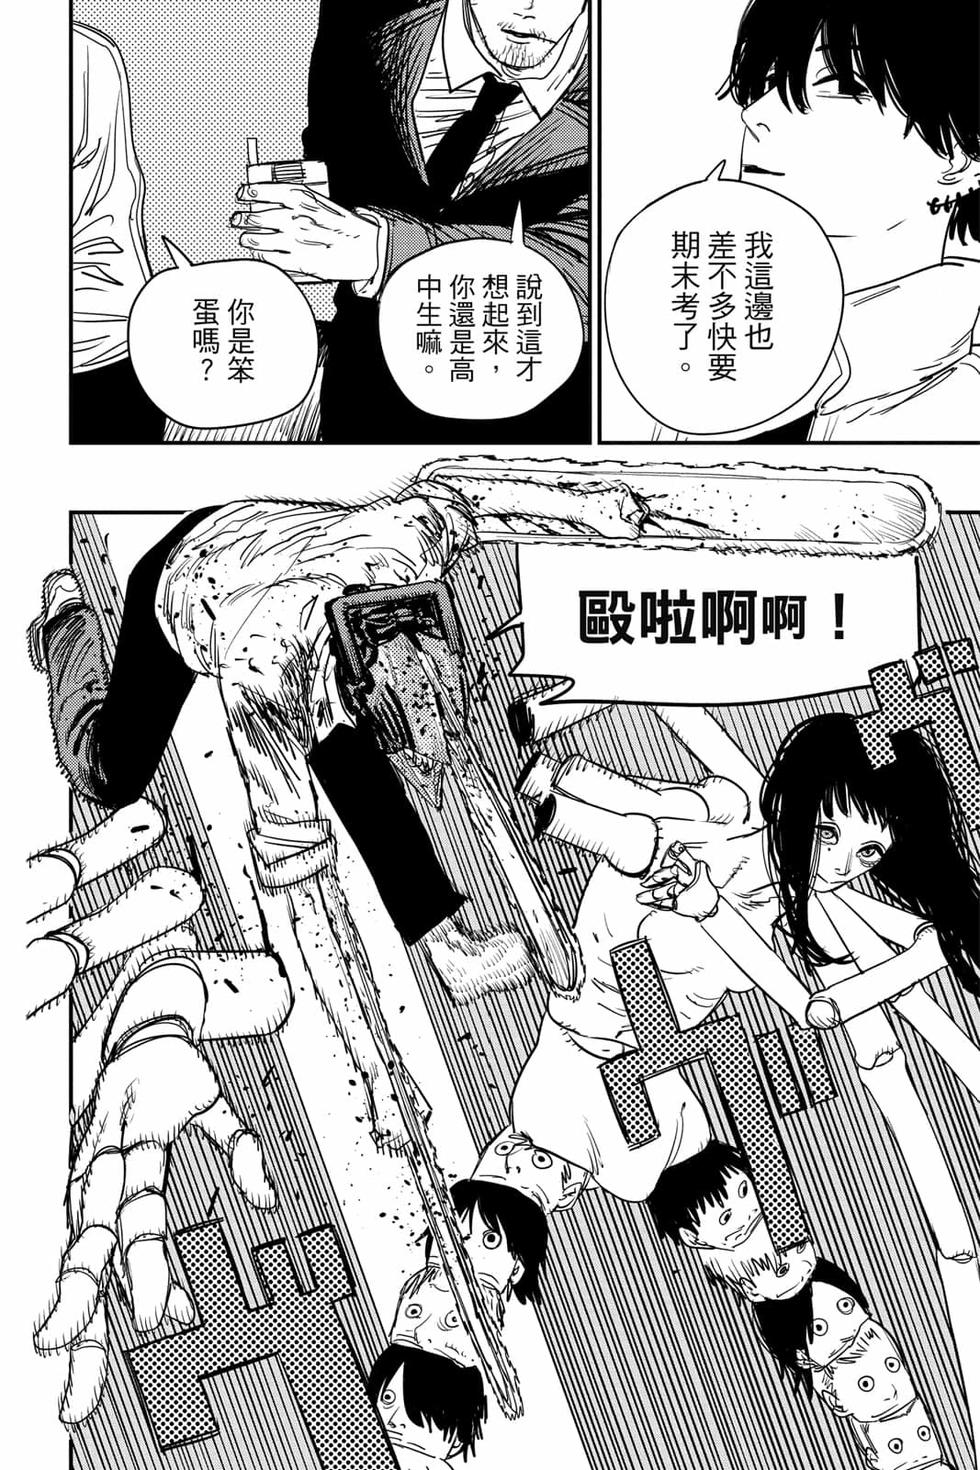 我這邊也
差不多快要
期末考了。
說到這才
想起來，
你還是高
中生嘛。
你是笨
蛋嗎？
毆啦啊啊！